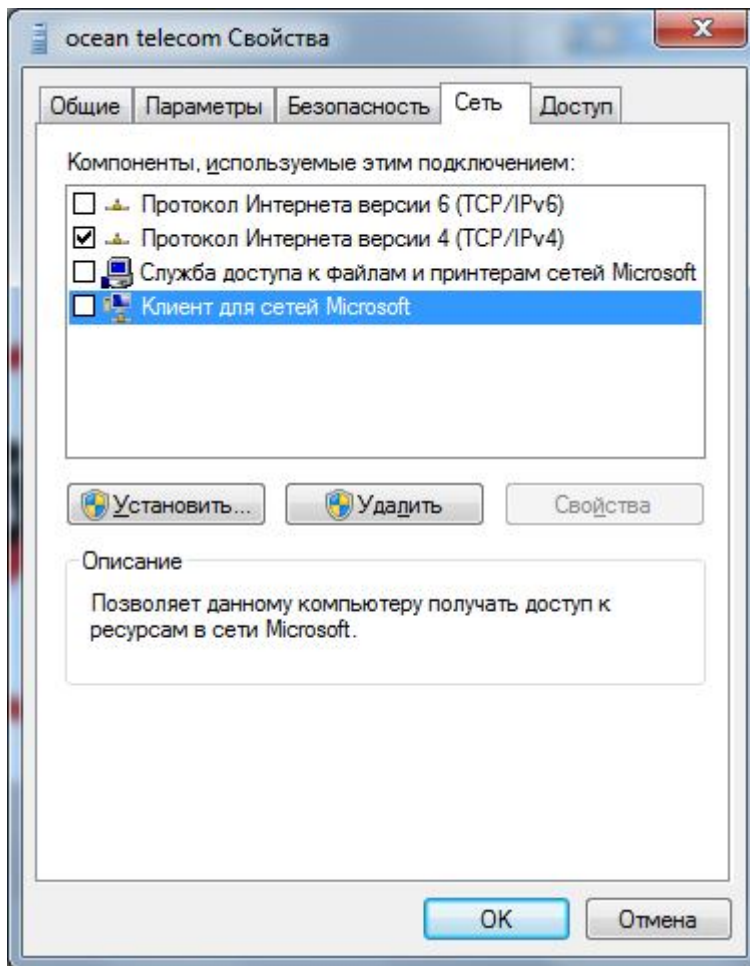 ocean telecom Свойства
Общие Параметры Безопасность Сеть Доступ
Компоненты, используемые этим подключением:
Протокол Интернета версии 6 (TCP/IPv6)
Протокол Интернета версии 4 (TCP/IPv4)
Служба доступа к файлам и принтерам сетей Microsoft
Клиент для сетей Microsoft
Установить... Удалить Свойства
Описание
Позволяет данному компьютеру получать доступ к
ресурсам в сети Microsoft.
OK Отмена